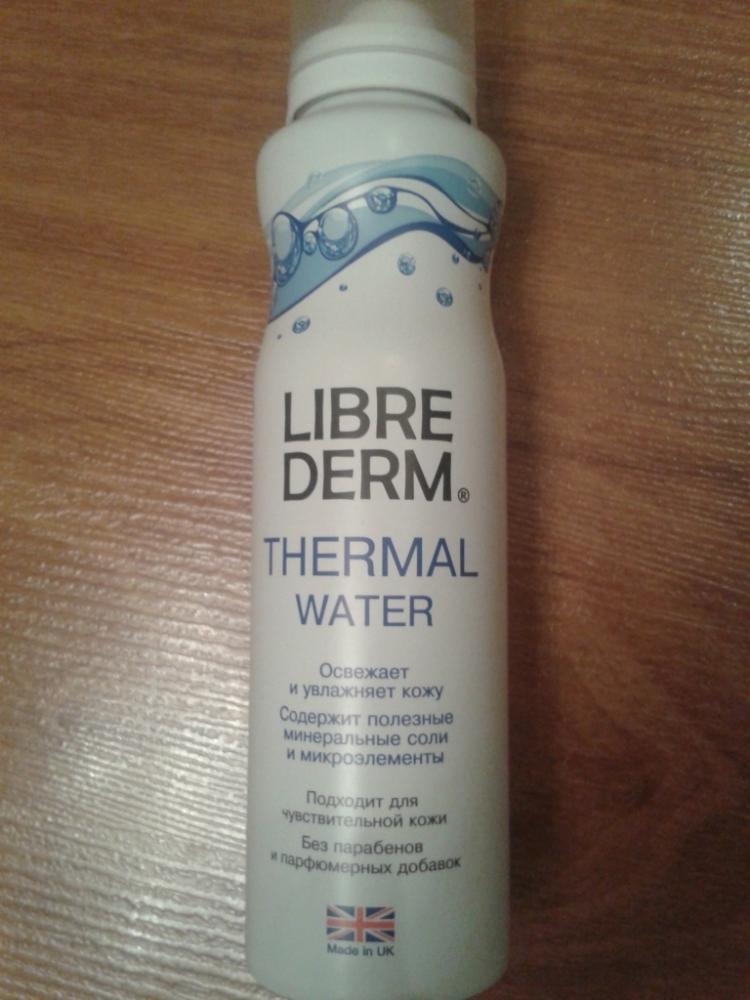 LIBRE
DERM®
THERMAL
WATER
Освежает
и увлажняет кожу
Содержит полезные
минеральные соли
и микроэлементы
Подходит для
чувствительной кожи
Без парабенов
и парфюмерных добавок
Made in UK